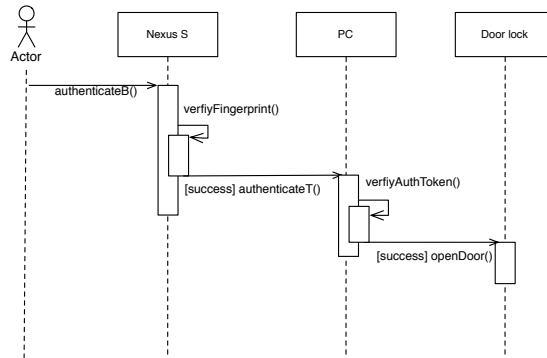 Nexus S
PC
Door lock
Actor
authenticateB()
verfiyFingerprint()
[success] authenticateT()
verfiyAuthToken()
[success] openDoor()